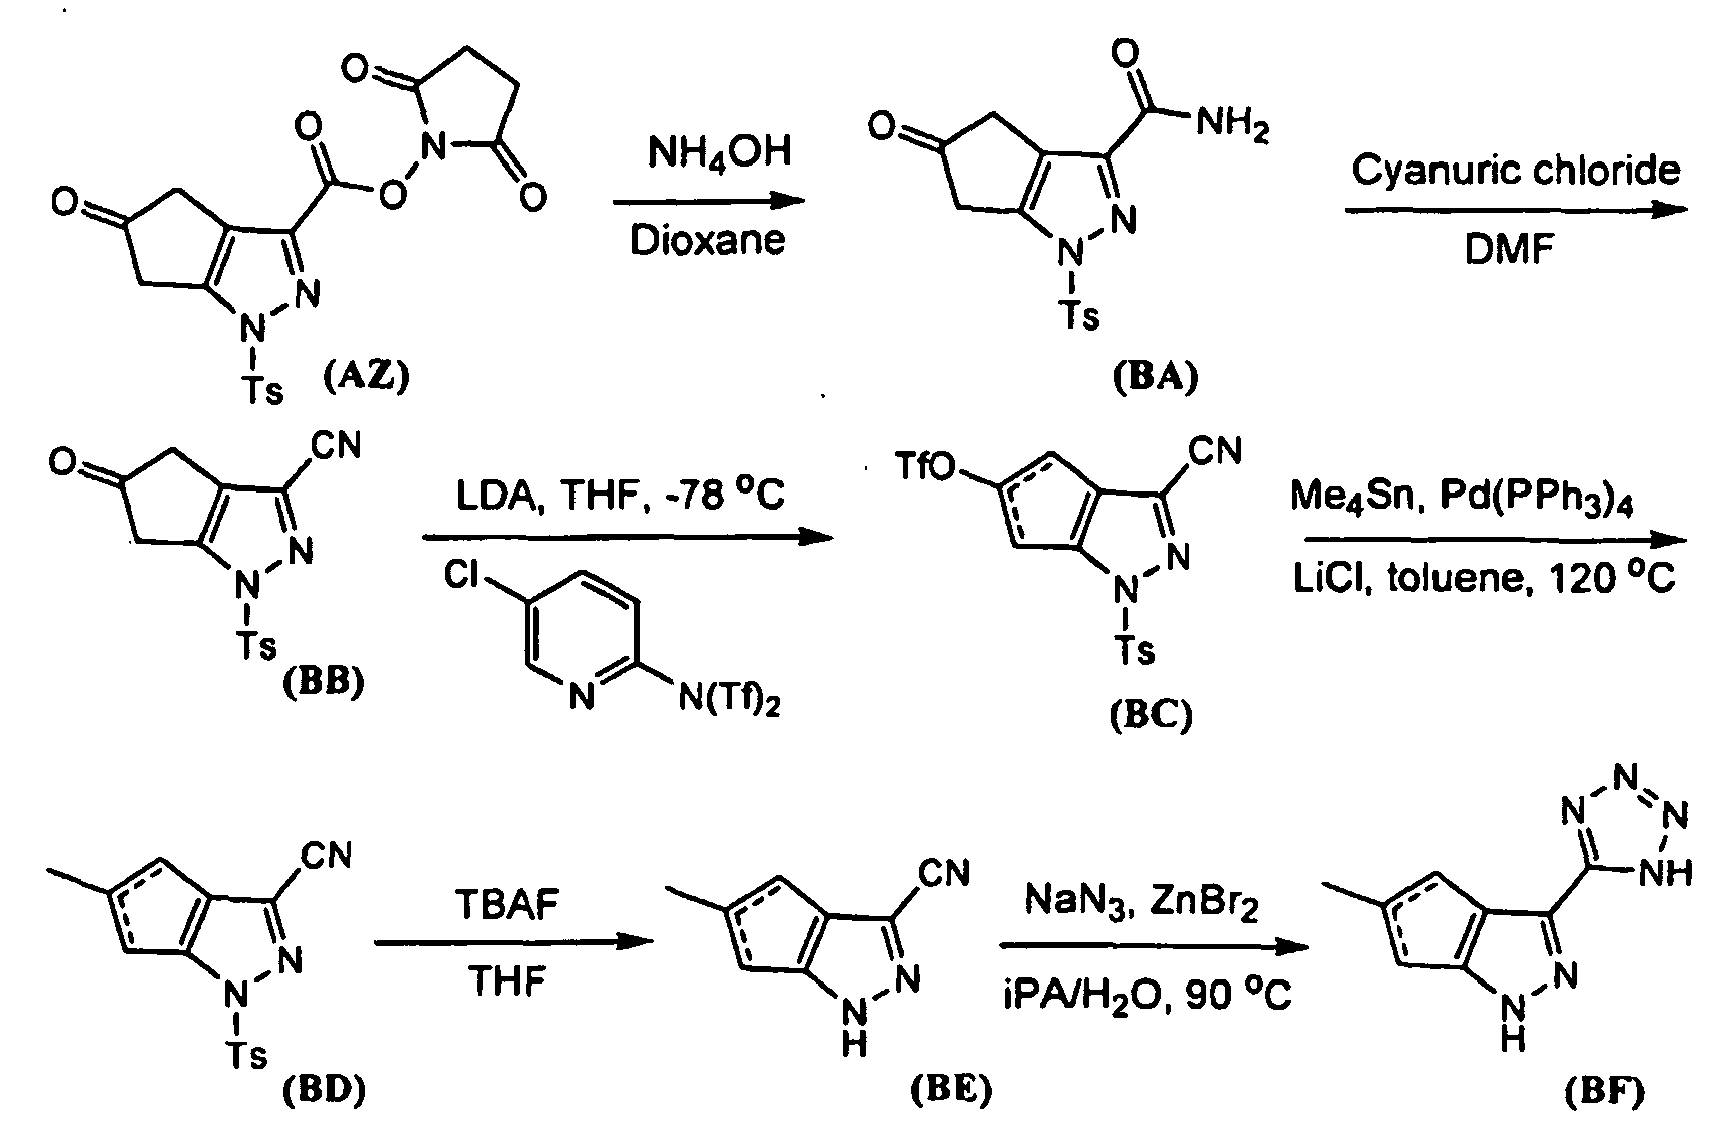 O
O
O
N
O
O
O
N
N
Ts
(AZ)
NH4OH
Dioxane
O
O
NH2
N
N
Ts
(BA)
Cyanuric chloride
DMF
O
CN
N
N
Ts
(BB)
LDA, THF, -78 °C
Cl
N
N(Tf)2
TfO
CN
N
N
Ts
(BC)
Me4Sn, Pd(PPh3)4
LiCl, toluene, 120 °C
CN
N
N
Ts
(BD)
TBAF
THF
CN
N
N
H
(BE)
NaN3, ZnBr2
iPA/H2O, 90 °C
N
N
N
NH
N
N
H
(BF)